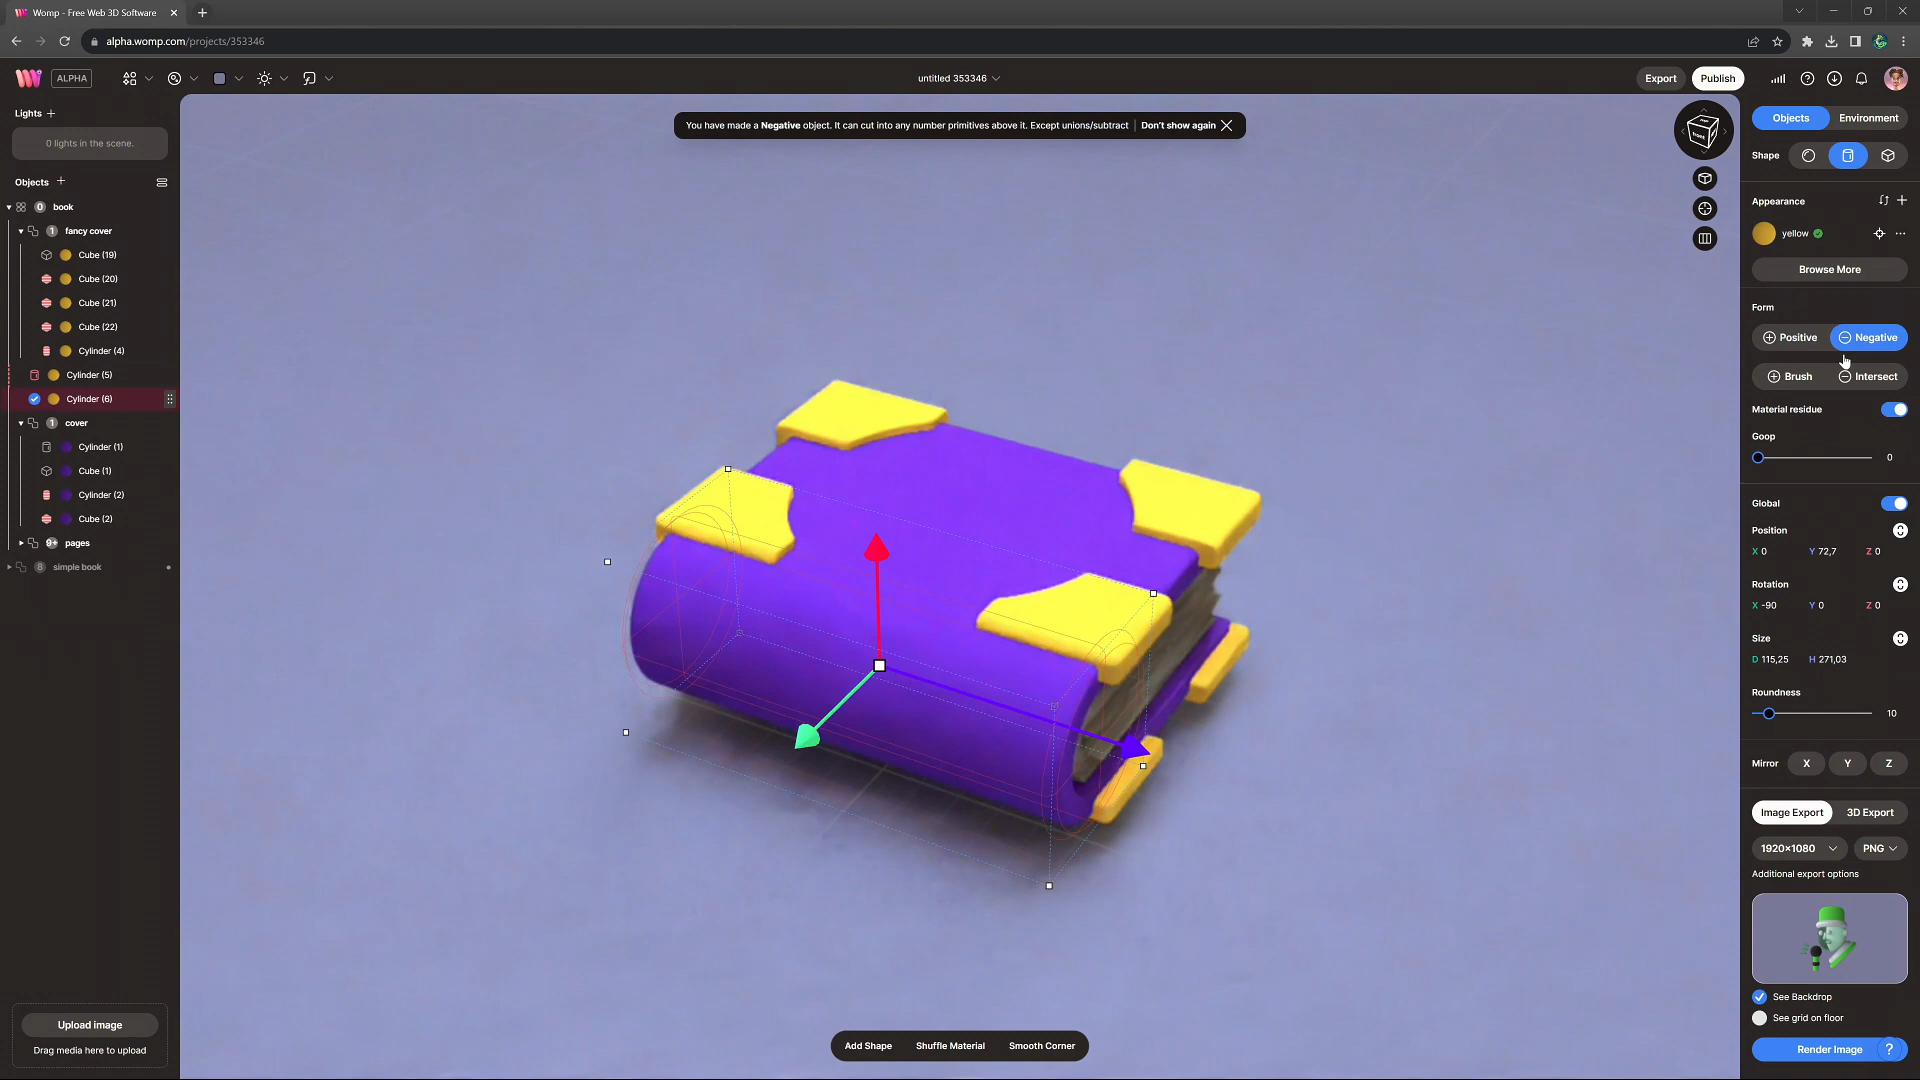 Womp - Free Web 3D Software
alpha.womp.com/projects/353346
ALPHA
untitled 353346
Export
Publish
Lights
0 lights in the scene.
Objects
0 book
1 fancy cover
Cube (19)
Cube (20)
Cube (21)
Cube (22)
Cylinder (4)
Cylinder (5)
Cylinder (6)
1 cover
Cylinder (1)
Cube (1)
Cylinder (2)
Cube (2)
9+ pages
8 simple book
Upload image
Drag media here to upload
You have made a Negative object. It can cut into any number primitives above it. Except unions/subtract
Don't show again
Add Shape
Shuffle Material
Smooth Corner
Objects
Environment
Shape
Appearance
yellow
Browse More
Form
Positive
Negative
Brush
Intersect
Material residue
Goop
0
Global
Position
X 0 Y 72,7 Z 0
Rotation
X -90 Y 0 Z 0
Size
D 115,25 H 271,03
Roundness
10
Mirror X Y Z
Image Export
3D Export
1920×1080
PNG
Additional export options
See Backdrop
See grid on floor
Render Image
?